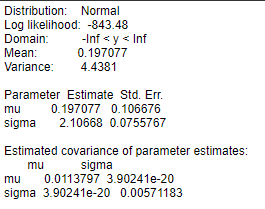 Distribution: Normal
Log likelihood: -843.48
Domain: -Inf < y < Inf
Mean: 0.197077
Variance: 4.4381
Parameter Estimate Std. Err.
mu 0.197077 0.106676
sigma 2.10668 0.0755767
Estimated covariance of parameter estimates:
mu sigma
mu 0.0113797 3.90241e-20
sigma 3.90241e-20 0.00571183